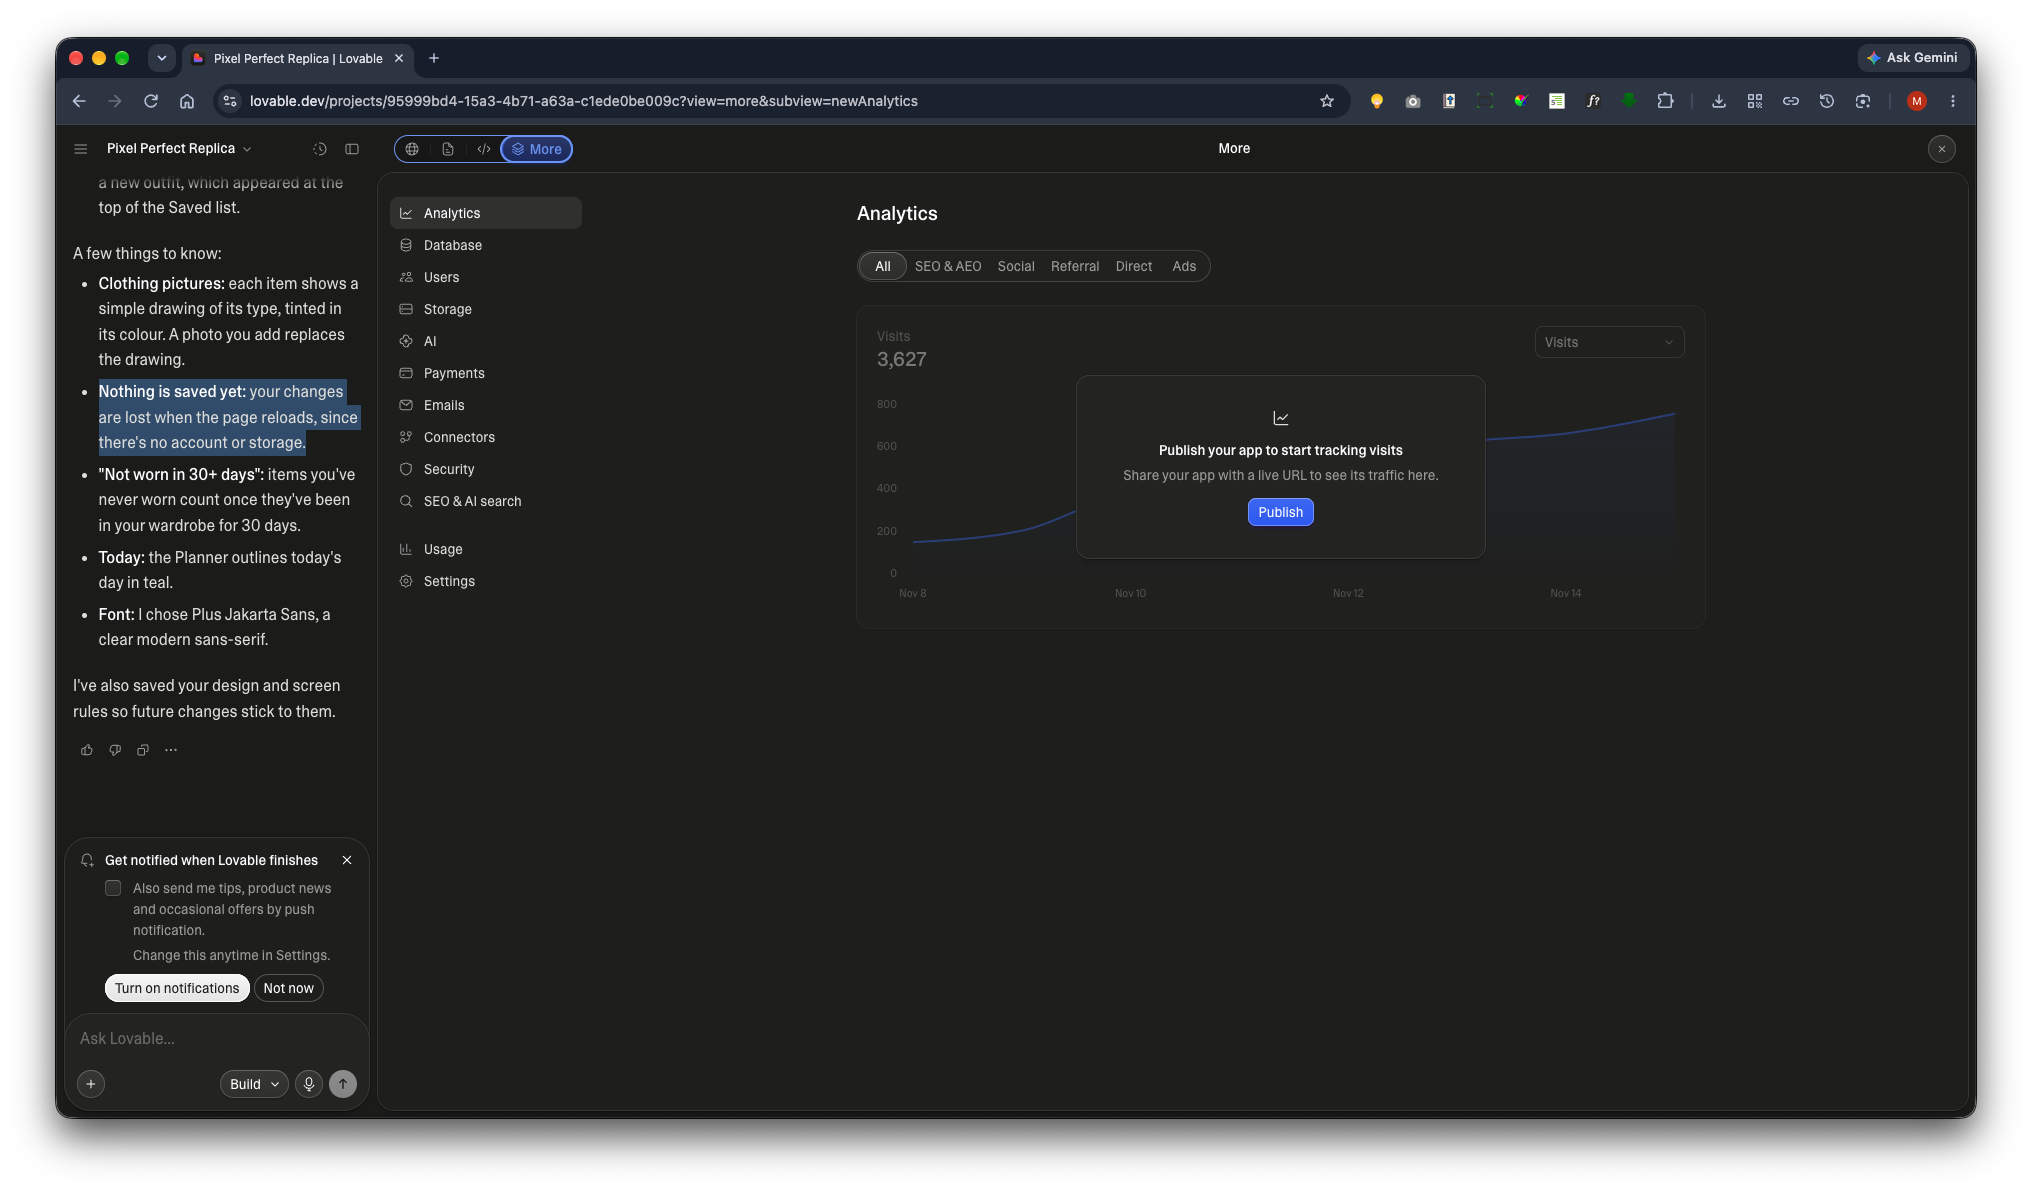 Pixel Perfect Replica | Lovable
Ask Gemini
lovable.dev/projects/95999bd4-15a3-4b71-a63a-c1ede0be009c?view=more&subview=newAnalytics
f?
M
Pixel Perfect Replica
More
More
a new outfit, which appeared at the
top of the Saved list.
A few things to know:
• Clothing pictures: each item shows a
simple drawing of its type, tinted in
its colour. A photo you add replaces
the drawing.
• Nothing is saved yet: your changes
are lost when the page reloads, since
there's no account or storage.
• "Not worn in 30+ days": items you've
never worn count once they've been
in your wardrobe for 30 days.
• Today: the Planner outlines today's
day in teal.
• Font: I chose Plus Jakarta Sans, a
clear modern sans-serif.
I've also saved your design and screen
rules so future changes stick to them.
Get notified when Lovable finishes
Also send me tips, product news
and occasional offers by push
notification.
Change this anytime in Settings.
Turn on notifications
Not now
Ask Lovable...
Build
Analytics
Database
Users
Storage
AI
Payments
Emails
Connectors
Security
SEO & AI search
Usage
Settings
Analytics
All
SEO & AEO
Social
Referral
Direct
Ads
Visits
3,627
Visits
800
600
400
200
0
Nov 8
Nov 10
Nov 12
Nov 14
Publish your app to start tracking visits
Share your app with a live URL to see its traffic here.
Publish